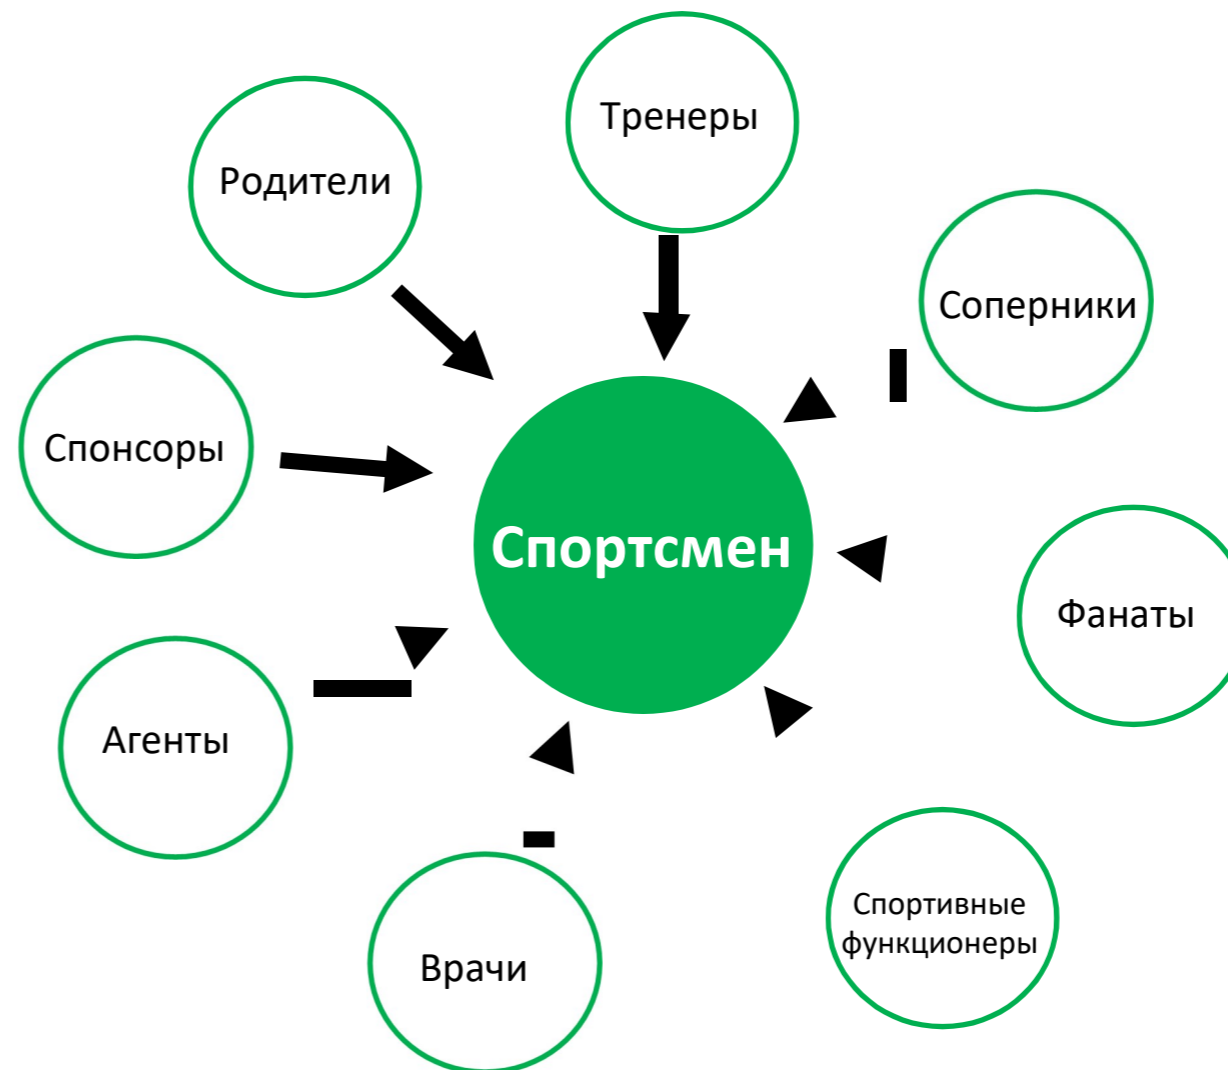 Тренеры
Родители
Соперники
Спонсоры
Спортсмен
Фанаты
Агенты
Спортивные
функционеры
Врачи